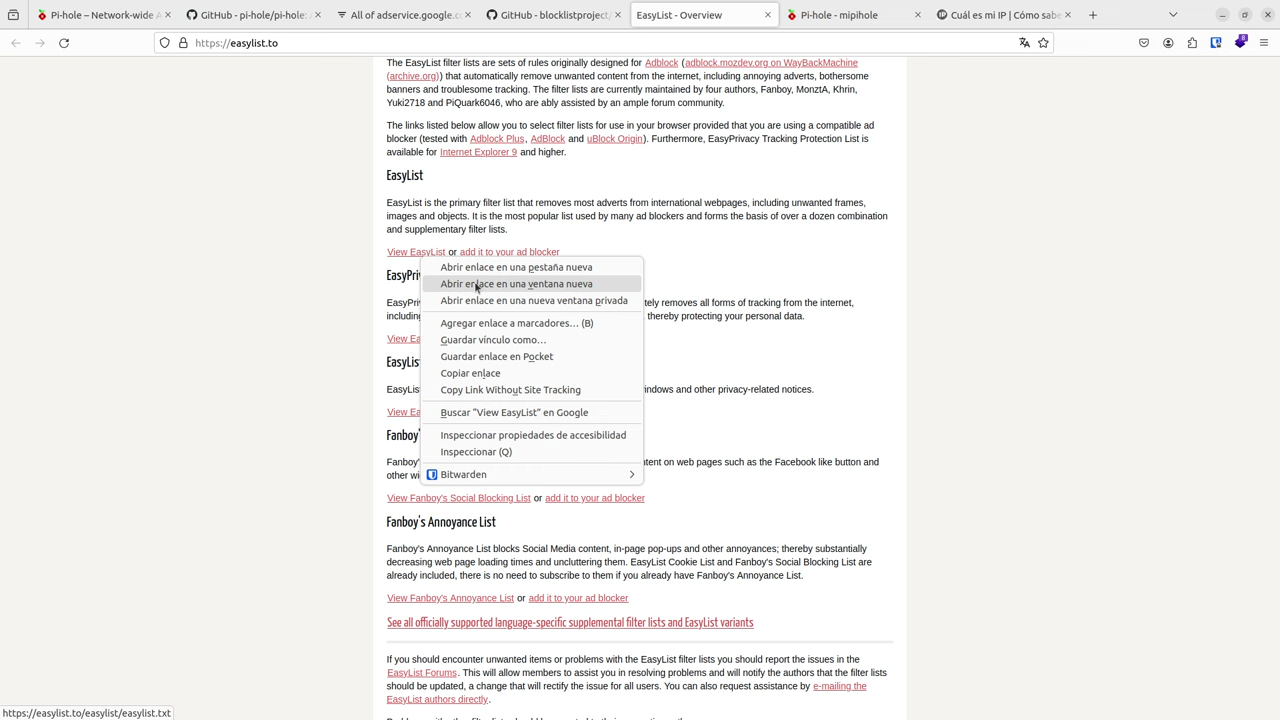 Pi-hole – Network-wide A
GitHub - pi-hole/pi-hole:
All of adservice.google.c
GitHub - blocklistproject/
EasyList - Overview
Pi-hole - mipihole
Cuál es mi IP | Cómo sabe
https://easylist.to
8
The EasyList filter lists are sets of rules originally designed for Adblock (adblock.mozdev.org on WayBackMachine
(archive.org)) that automatically remove unwanted content from the internet, including annoying adverts, bothersome
banners and troublesome tracking. The filter lists are currently maintained by four authors, Fanboy, MonztA, Khrin,
Yuki2718 and PiQuark6046, who are ably assisted by an ample forum community.
The links listed below allow you to select filter lists for use in your browser provided that you are using a compatible ad
blocker (tested with Adblock Plus, AdBlock and uBlock Origin). Furthermore, EasyPrivacy Tracking Protection List is
available for Internet Explorer 9 and higher.
EasyList
EasyList is the primary filter list that removes most adverts from international webpages, including unwanted frames,
images and objects. It is the most popular list used by many ad blockers and forms the basis of over a dozen combination
and supplementary filter lists.
View EasyList or add it to your ad blocker
EasyPri
EasyPriv
tely removes all forms of tracking from the internet,
including
thereby protecting your personal data.
View Ea
EasyLis
EasyList
indows and other privacy-related notices.
View Ea
Fanboy'
Fanboy'
ntent on web pages such as the Facebook like button and
other wi
Abrir enlace en una pestaña nueva
Abrir enlace en una ventana nueva
Abrir enlace en una nueva ventana privada
Agregar enlace a marcadores… (B)
Guardar vínculo como…
Guardar enlace en Pocket
Copiar enlace
Copy Link Without Site Tracking
Buscar "View EasyList" en Google
Inspeccionar propiedades de accesibilidad
Inspeccionar (Q)
Bitwarden
View Fanboy's Social Blocking List or add it to your ad blocker
Fanboy's Annoyance List
Fanboy's Annoyance List blocks Social Media content, in-page pop-ups and other annoyances; thereby substantially
decreasing web page loading times and uncluttering them. EasyList Cookie List and Fanboy's Social Blocking List are
already included, there is no need to subscribe to them if you already have Fanboy's Annoyance List.
View Fanboy's Annoyance List or add it to your ad blocker
See all officially supported language-specific supplemental filter lists and EasyList variants
If you should encounter unwanted items or problems with the EasyList filter lists you should report the issues in the
EasyList Forums. This will allow members to assist you in resolving problems and will notify the authors that the filter lists
should be updated, a change that will rectify the issue for all users. You can also request assistance by e-mailing the
EasyList authors directly.
https://easylist.to/easylist/easylist.txt